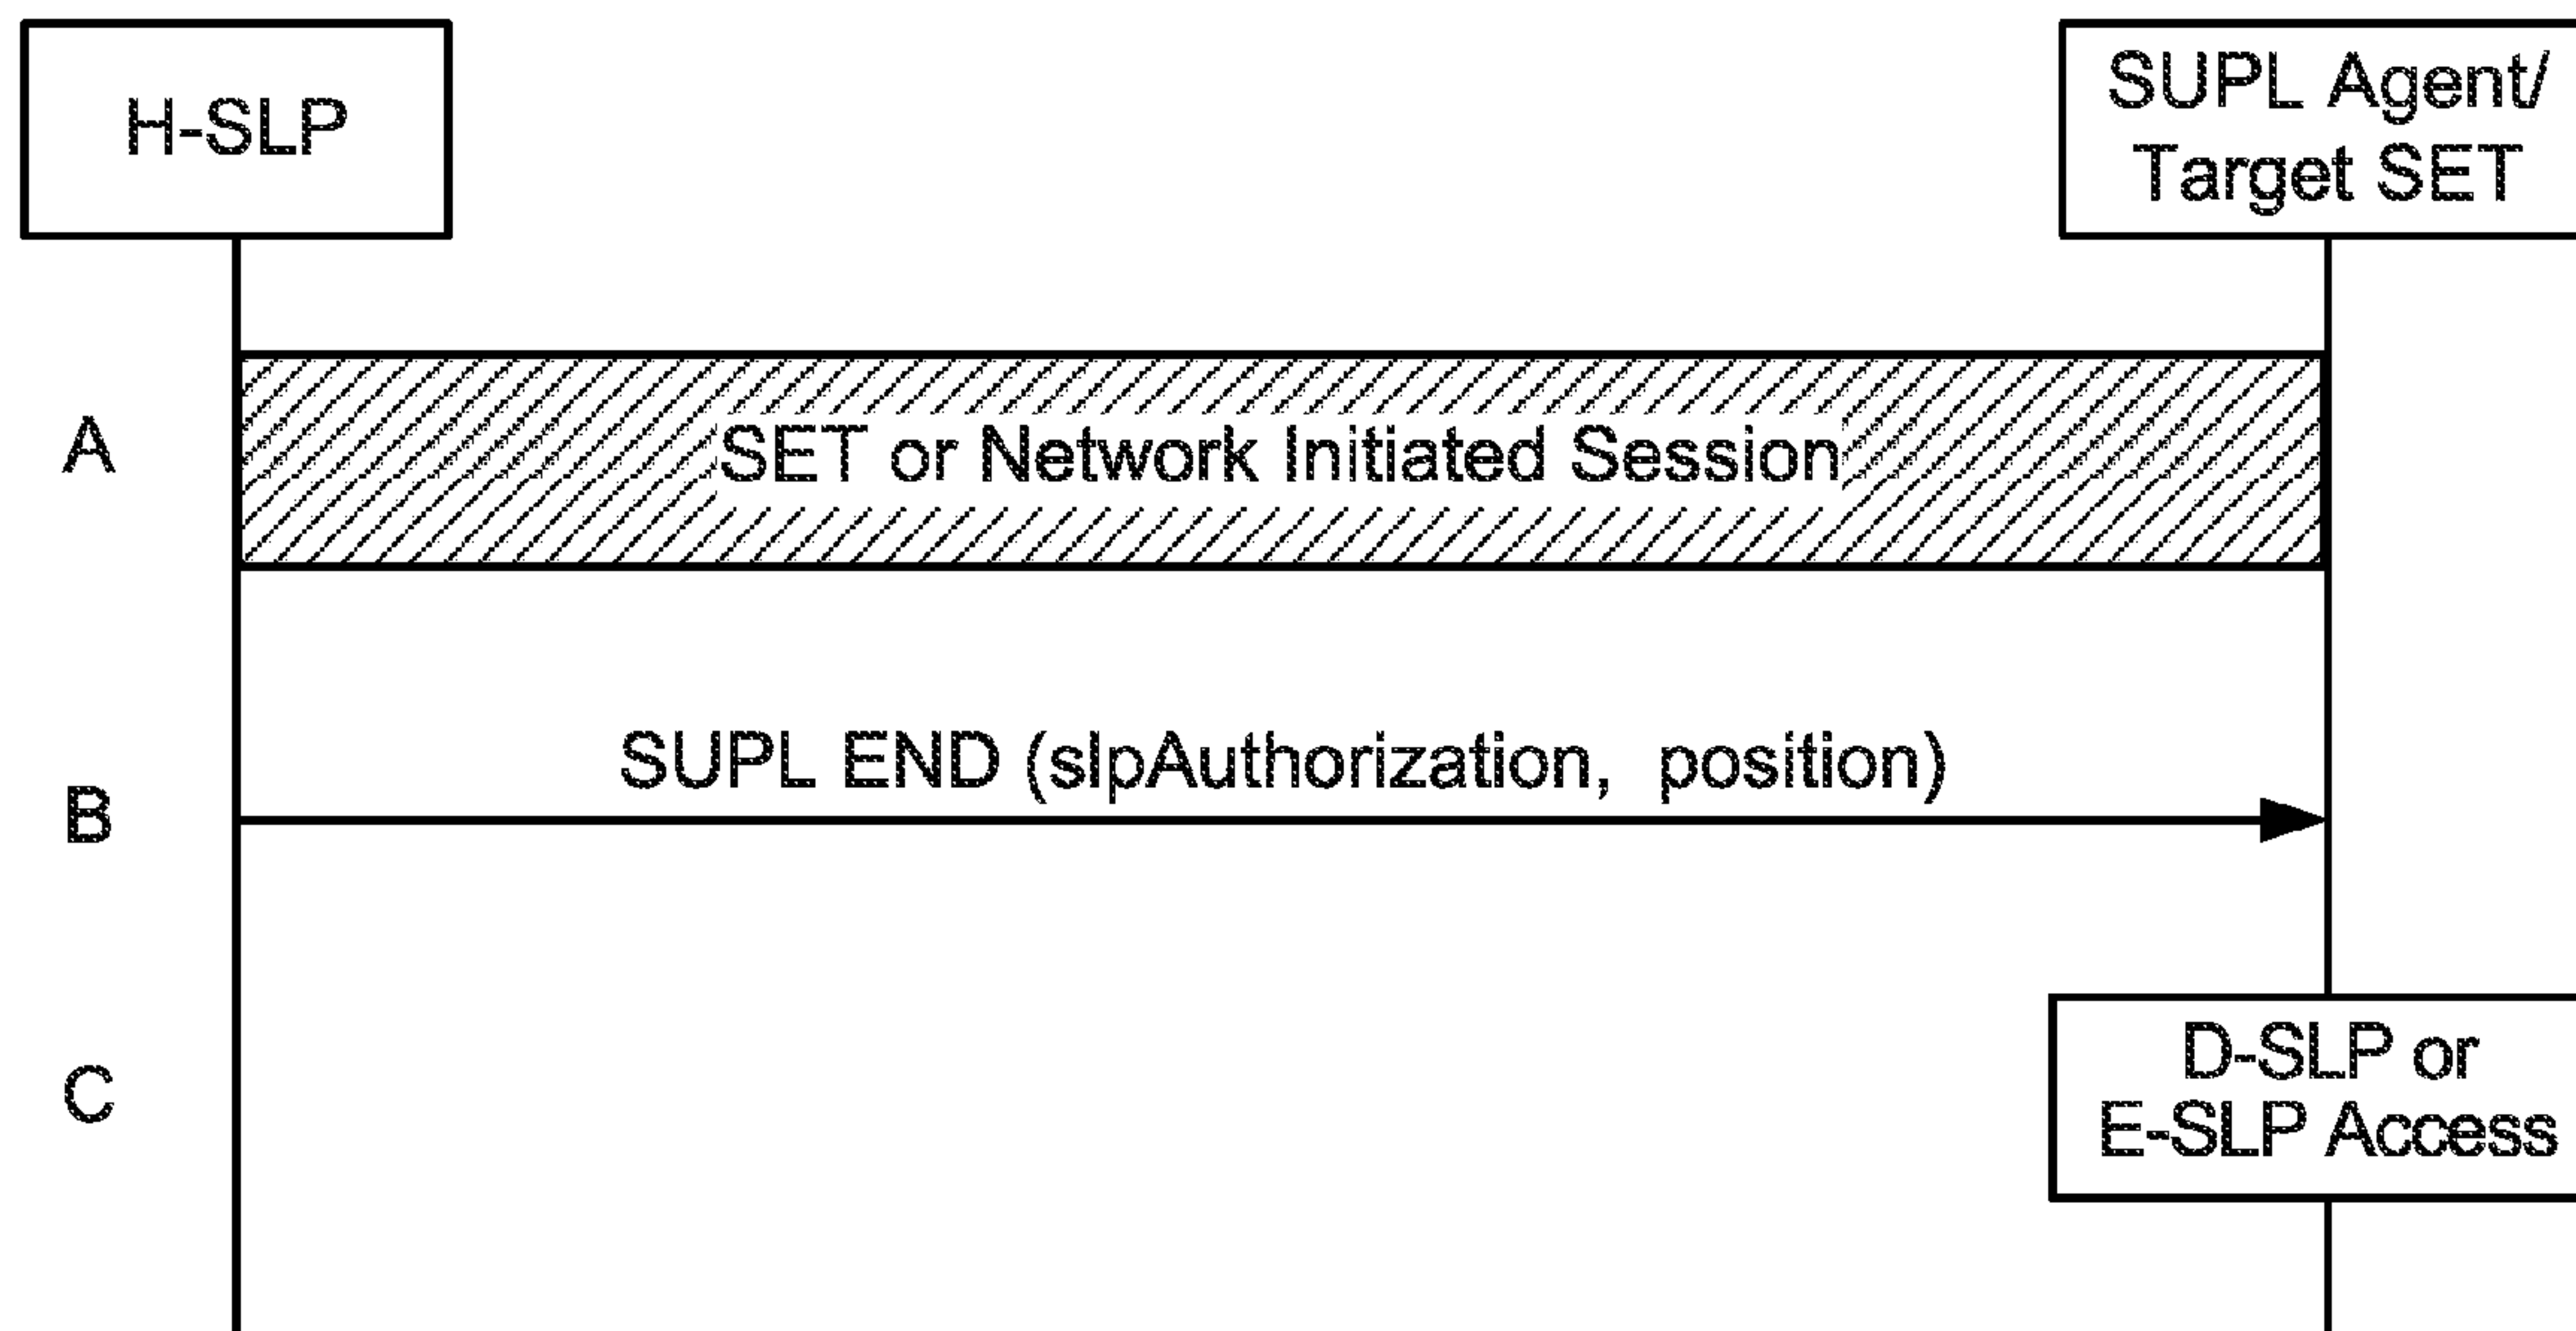 H-SLP
SUPL Agent/
Target SET
A
SET or Network Initiated Session
SUPL END (slpAuthorization, position)
B
D-SLP or
E-SLP Access
C